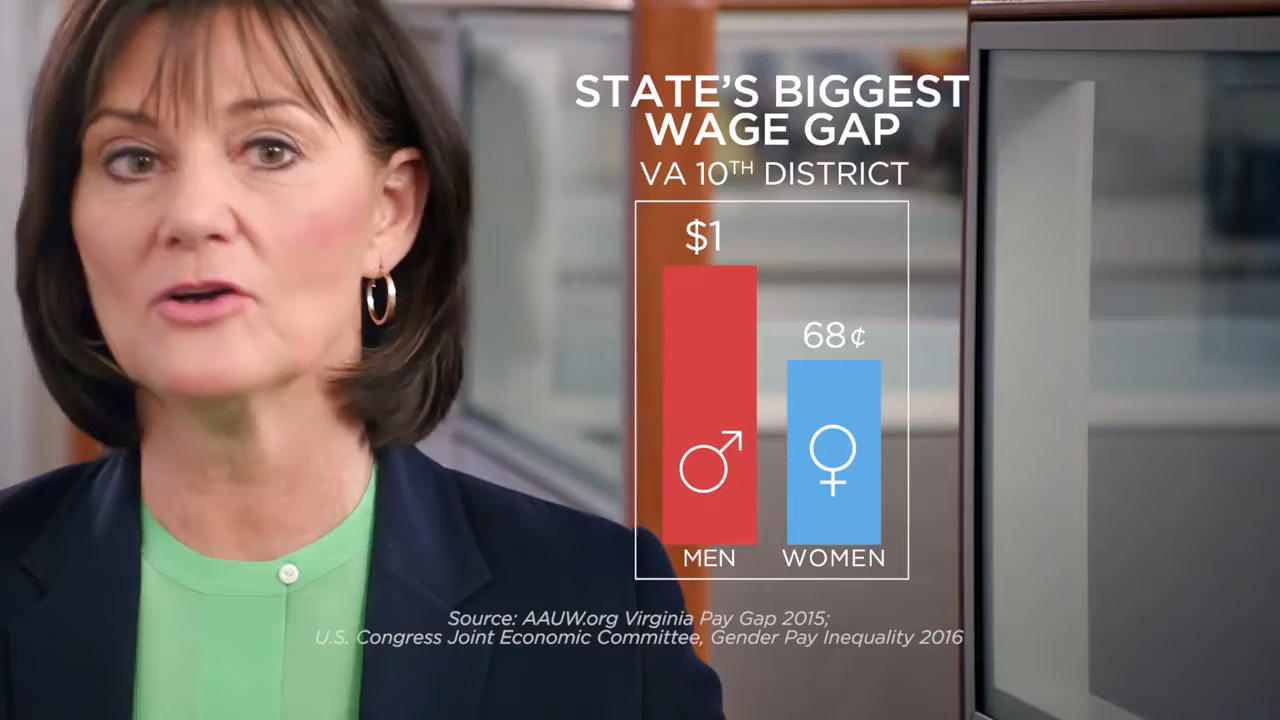 STATE'S BIGGEST
WAGE GAP
VA 10TH DISTRICT
$1
68¢
MEN
WOMEN
Source: AAUW.org Virginia Pay Gap 2015;
U.S. Congress Joint Economic Committee, Gender Pay Inequality 2016